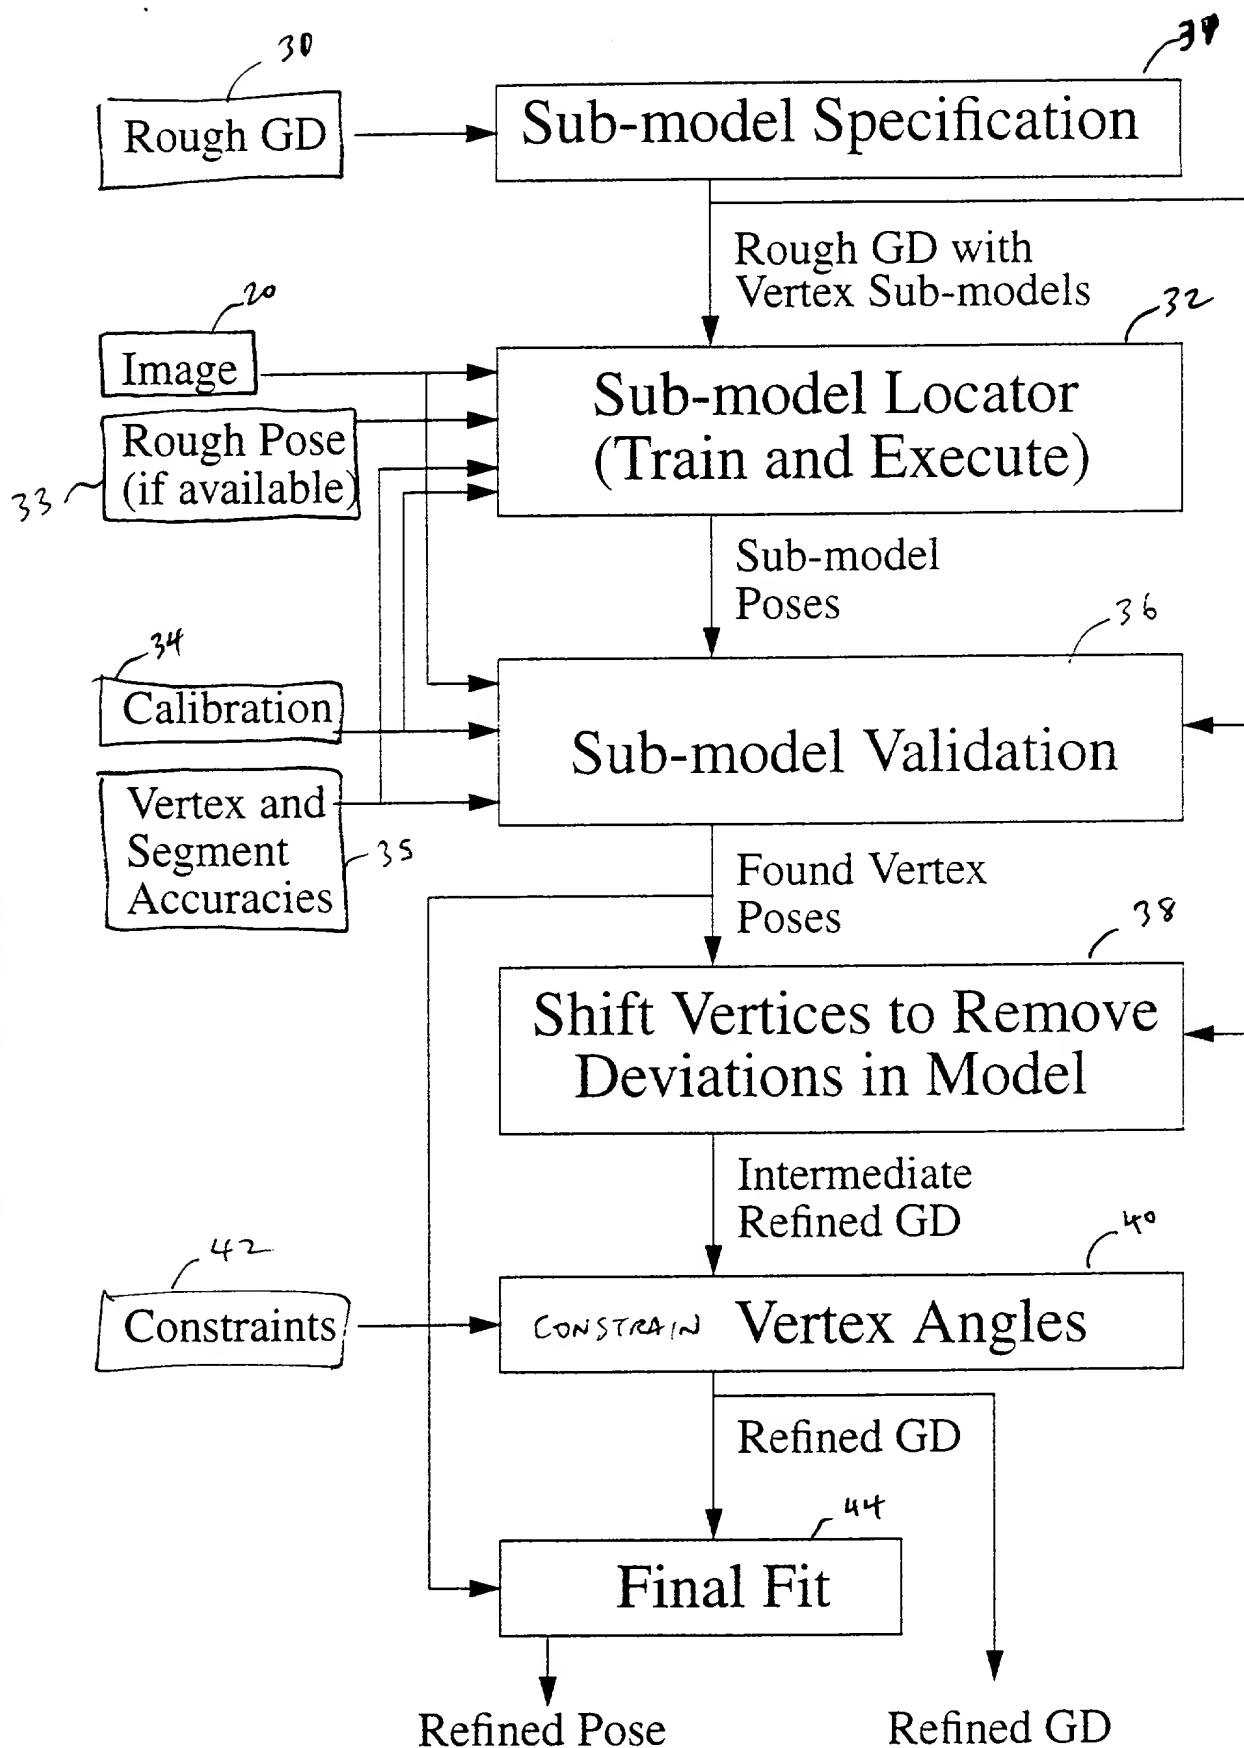 30
Rough GD
Sub-model Specification
Rough GD with
Vertex Sub-models
20
Image
32
Sub-model Locator
(Train and Execute)
Rough Pose
(if available)
33
Sub-model
Poses
34
Calibration
36
Sub-model Validation
Vertex and
Segment
Accuracies
35
Found Vertex
Poses
38
Shift Vertices to Remove
Deviations in Model
Intermediate
Refined GD
42
Constraints
40
CONSTRAIN Vertex Angles
Refined GD
44
Final Fit
Refined Pose
Refined GD